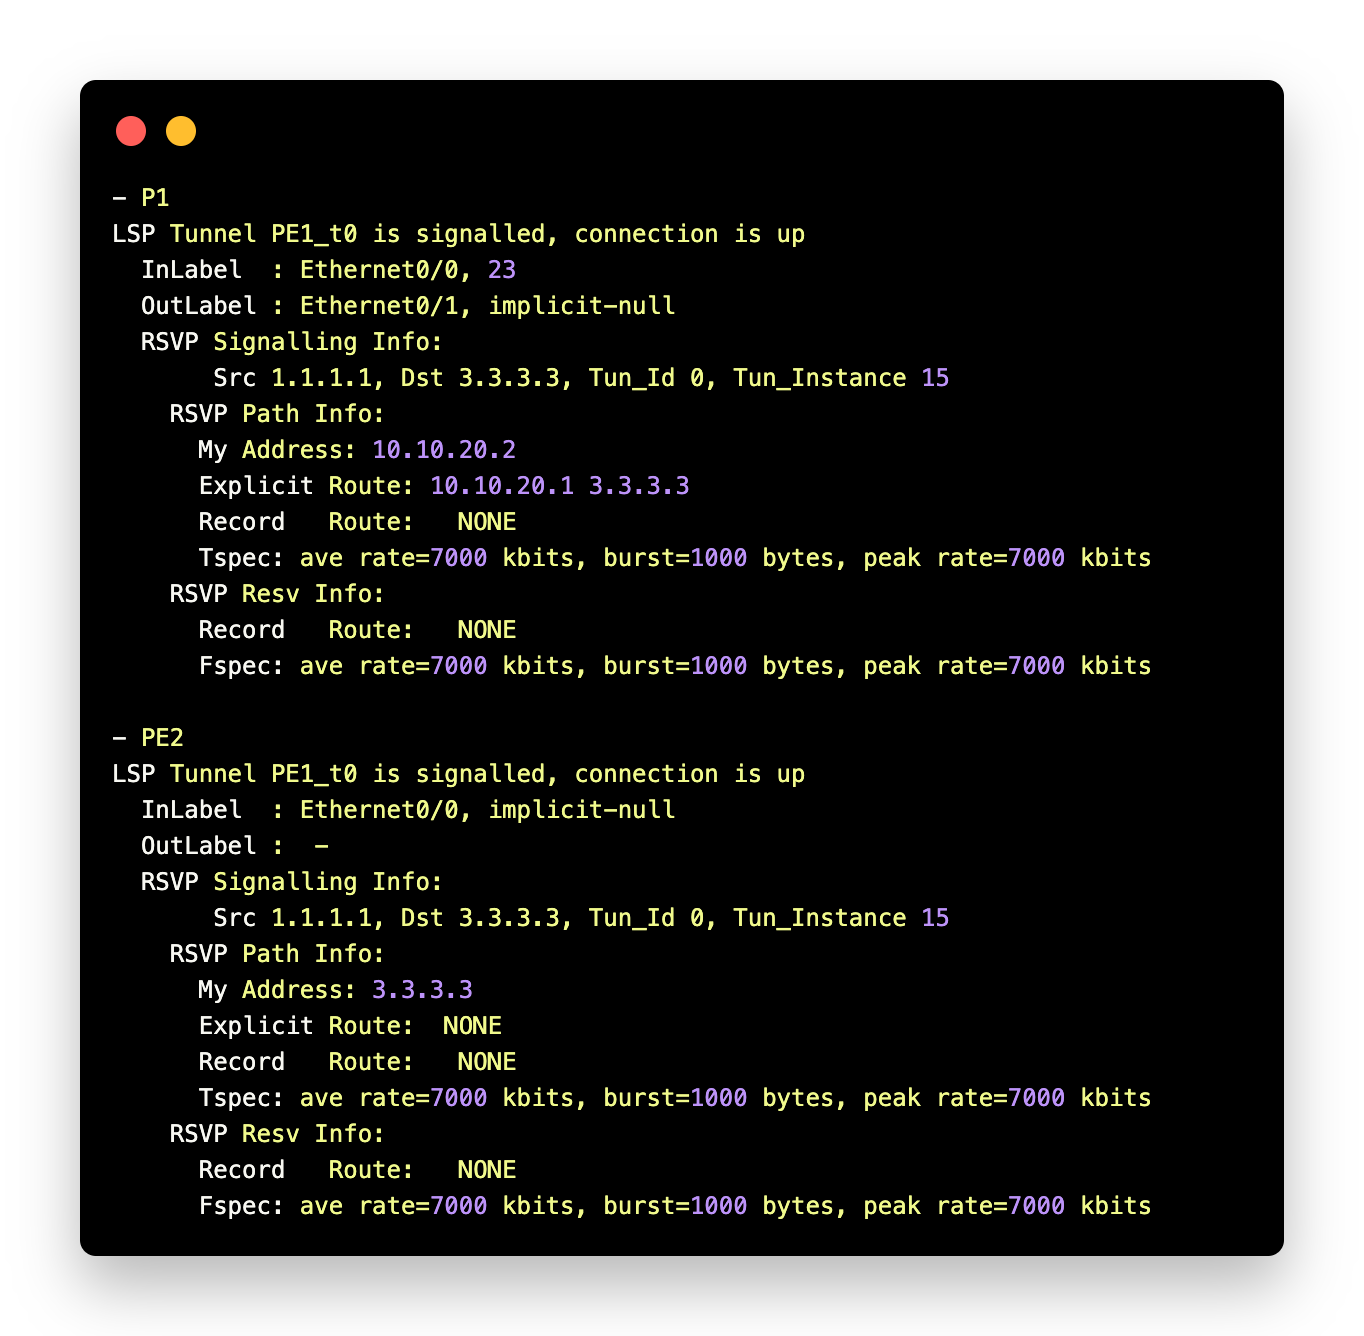 - P1
LSP Tunnel PE1_t0 is signalled, connection is up
  InLabel  : Ethernet0/0, 23
  OutLabel : Ethernet0/1, implicit-null
  RSVP Signalling Info:
       Src 1.1.1.1, Dst 3.3.3.3, Tun_Id 0, Tun_Instance 15
    RSVP Path Info:
      My Address: 10.10.20.2
      Explicit Route: 10.10.20.1 3.3.3.3
      Record   Route:   NONE
      Tspec: ave rate=7000 kbits, burst=1000 bytes, peak rate=7000 kbits
    RSVP Resv Info:
      Record   Route:   NONE
      Fspec: ave rate=7000 kbits, burst=1000 bytes, peak rate=7000 kbits

- PE2
LSP Tunnel PE1_t0 is signalled, connection is up
  InLabel  : Ethernet0/0, implicit-null
  OutLabel :  -
  RSVP Signalling Info:
       Src 1.1.1.1, Dst 3.3.3.3, Tun_Id 0, Tun_Instance 15
    RSVP Path Info:
      My Address: 3.3.3.3
      Explicit Route:  NONE
      Record   Route:   NONE
      Tspec: ave rate=7000 kbits, burst=1000 bytes, peak rate=7000 kbits
    RSVP Resv Info:
      Record   Route:   NONE
      Fspec: ave rate=7000 kbits, burst=1000 bytes, peak rate=7000 kbits